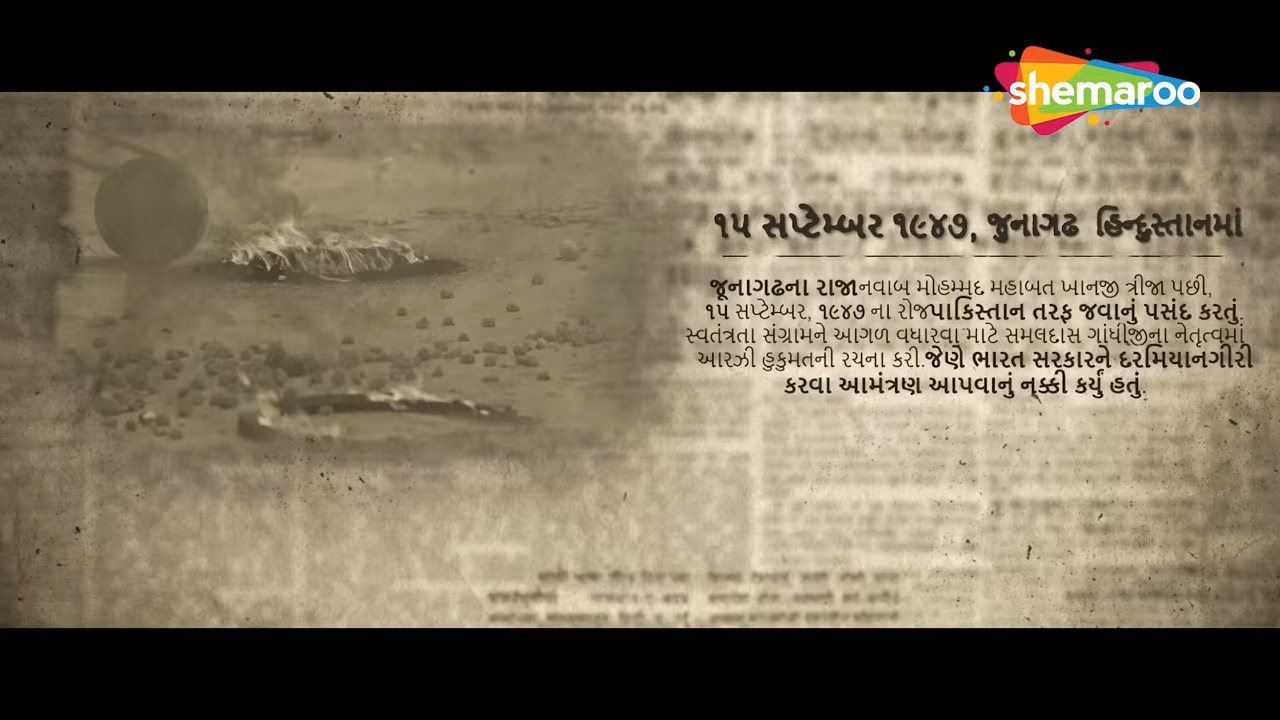 shemaroo
૧૫ સપ્ટેમ્બર ૧૯૪૭, જુનાગઢ હિન્દુસ્તાનમાં
જૂનાગઢના રાજાનવાબ મોહમ્મદ મહાબત ખાનજી ત્રીજા પછી,
૧૫ સપ્ટેમ્બર, ૧૯૪૭ ના રોજપાકિસ્તાન તરફ જવાનું પસંદ કરતું.
સ્વતંત્રતા સંગ્રામને આગળ વધારવા માટે સમલદાસ ગાંધીજીના નેતૃત્વમાં
આરઝી હુકુમતની રચના કરી.જેણે ભારત સરકારને દરમિયાનગીરી
કરવા આમંત્રણ આપવાનું નક્કી કર્યું હતું.